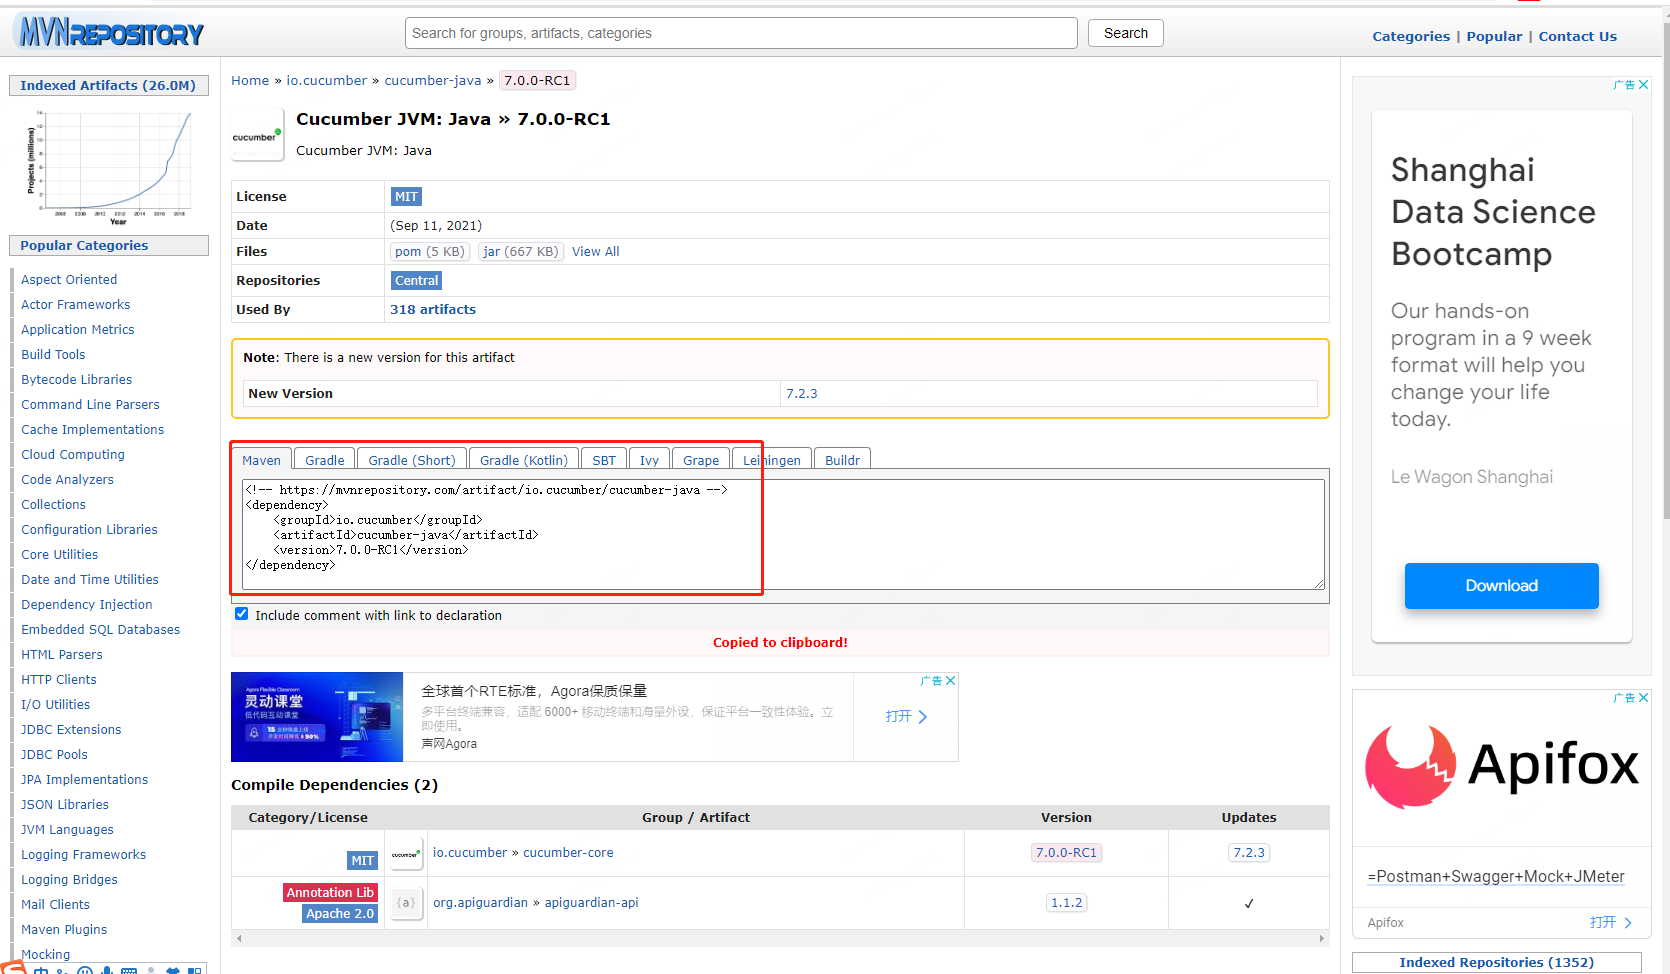 MVNREPOSITORY
Search for groups, artifacts, categories
Search
Categories | Popular | Contact Us
Indexed Artifacts (26.0M)
Projects (millions)
Year
Popular Categories
Aspect Oriented
Actor Frameworks
Application Metrics
Build Tools
Bytecode Libraries
Command Line Parsers
Cache Implementations
Cloud Computing
Code Analyzers
Collections
Configuration Libraries
Core Utilities
Date and Time Utilities
Dependency Injection
Embedded SQL Databases
HTML Parsers
HTTP Clients
I/O Utilities
JDBC Extensions
JDBC Pools
JPA Implementations
JSON Libraries
JVM Languages
Logging Frameworks
Logging Bridges
Mail Clients
Maven Plugins
Mocking
Home » io.cucumber » cucumber-java » 7.0.0-RC1
cucumber
Cucumber JVM: Java » 7.0.0-RC1
Cucumber JVM: Java
License MIT
Date (Sep 11, 2021)
Files pom (5 KB) jar (667 KB) View All
Repositories Central
Used By 318 artifacts
Note: There is a new version for this artifact
New Version 7.2.3
Maven Gradle Gradle (Short) Gradle (Kotlin) SBT Ivy Grape Leiningen Buildr
<!-- https://mvnrepository.com/artifact/io.cucumber/cucumber-java -->
<dependency>
    <groupId>io.cucumber</groupId>
    <artifactId>cucumber-java</artifactId>
    <version>7.0.0-RC1</version>
</dependency>
Include comment with link to declaration
Copied to clipboard!
Agora Flexible Classroom
灵动课堂
低代码互动课堂
全球首个RTE标准，Agora保质保量
多平台终端兼容，适配 6000+ 移动终端和海量外设，保证平台一致性体验。立
即使用。
声网Agora
广告
打开
Compile Dependencies (2)
Category/License Group / Artifact Version Updates
MIT cucumber io.cucumber » cucumber-core 7.0.0-RC1 7.2.3
Annotation Lib
Apache 2.0 {a} org.apiguardian » apiguardian-api 1.1.2 ✓
广告
Shanghai
Data Science
Bootcamp
Our hands-on
program in a 9 week
format will help you
change your life
today.
Le Wagon Shanghai
Download
广告
Apifox
=Postman+Swagger+Mock+JMeter
Apifox 打开
Indexed Repositories (1352)